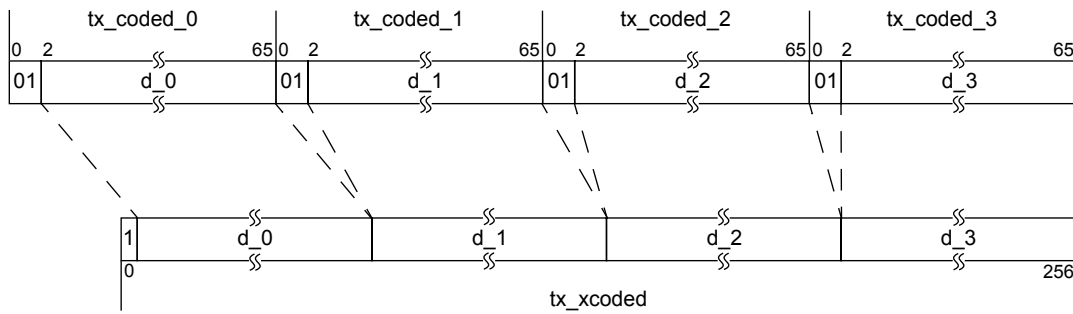 tx_coded_0 tx_coded_1 tx_coded_2 tx_coded_3
0 2 65 0 2 65 0 2 65 0 2 65
01 d_0 01 d_1 01 d_2 01 d_3
1 d_0 d_1 d_2 d_3
0 256
tx_xcoded